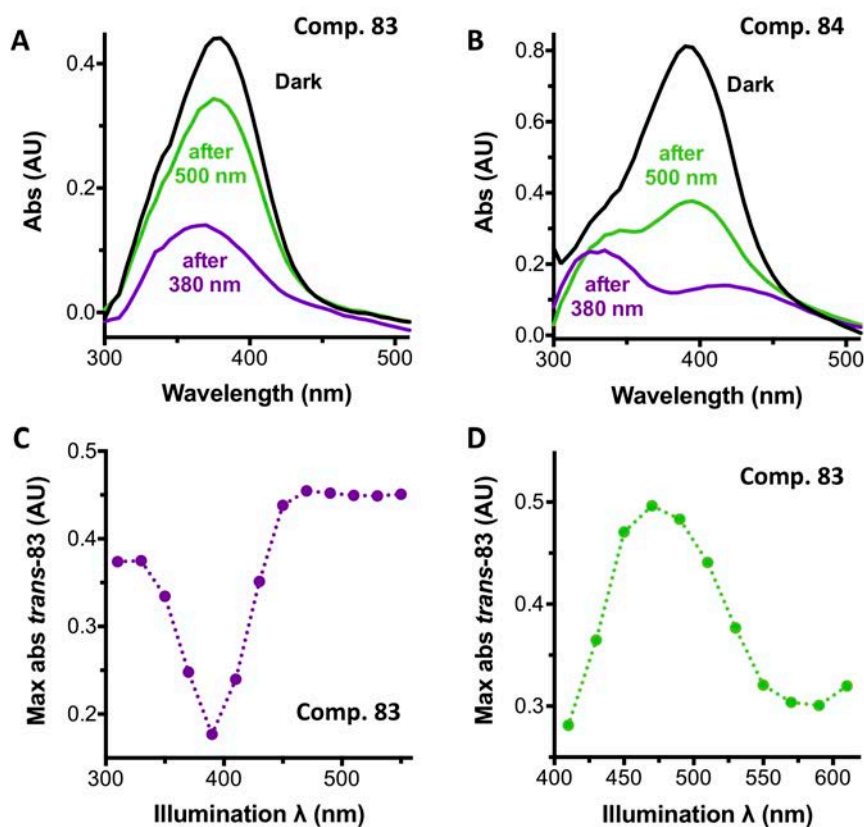 A
Comp. 83
Dark
after
500 nm
after
380 nm
Abs (AU)
0.4
0.2
0.0
300
400
500
Wavelength (nm)
B
Comp. 84
Dark
after
500 nm
after
380 nm
Abs (AU)
0.8
0.6
0.4
0.2
0.0
300
400
500
Wavelength (nm)
C
Comp. 83
Max abs trans-83 (AU)
0.5
0.4
0.3
0.2
300
400
500
Illumination λ (nm)
D
Comp. 83
Max abs trans-83 (AU)
0.5
0.4
0.3
400
450
500
550
600
Illumination λ (nm)